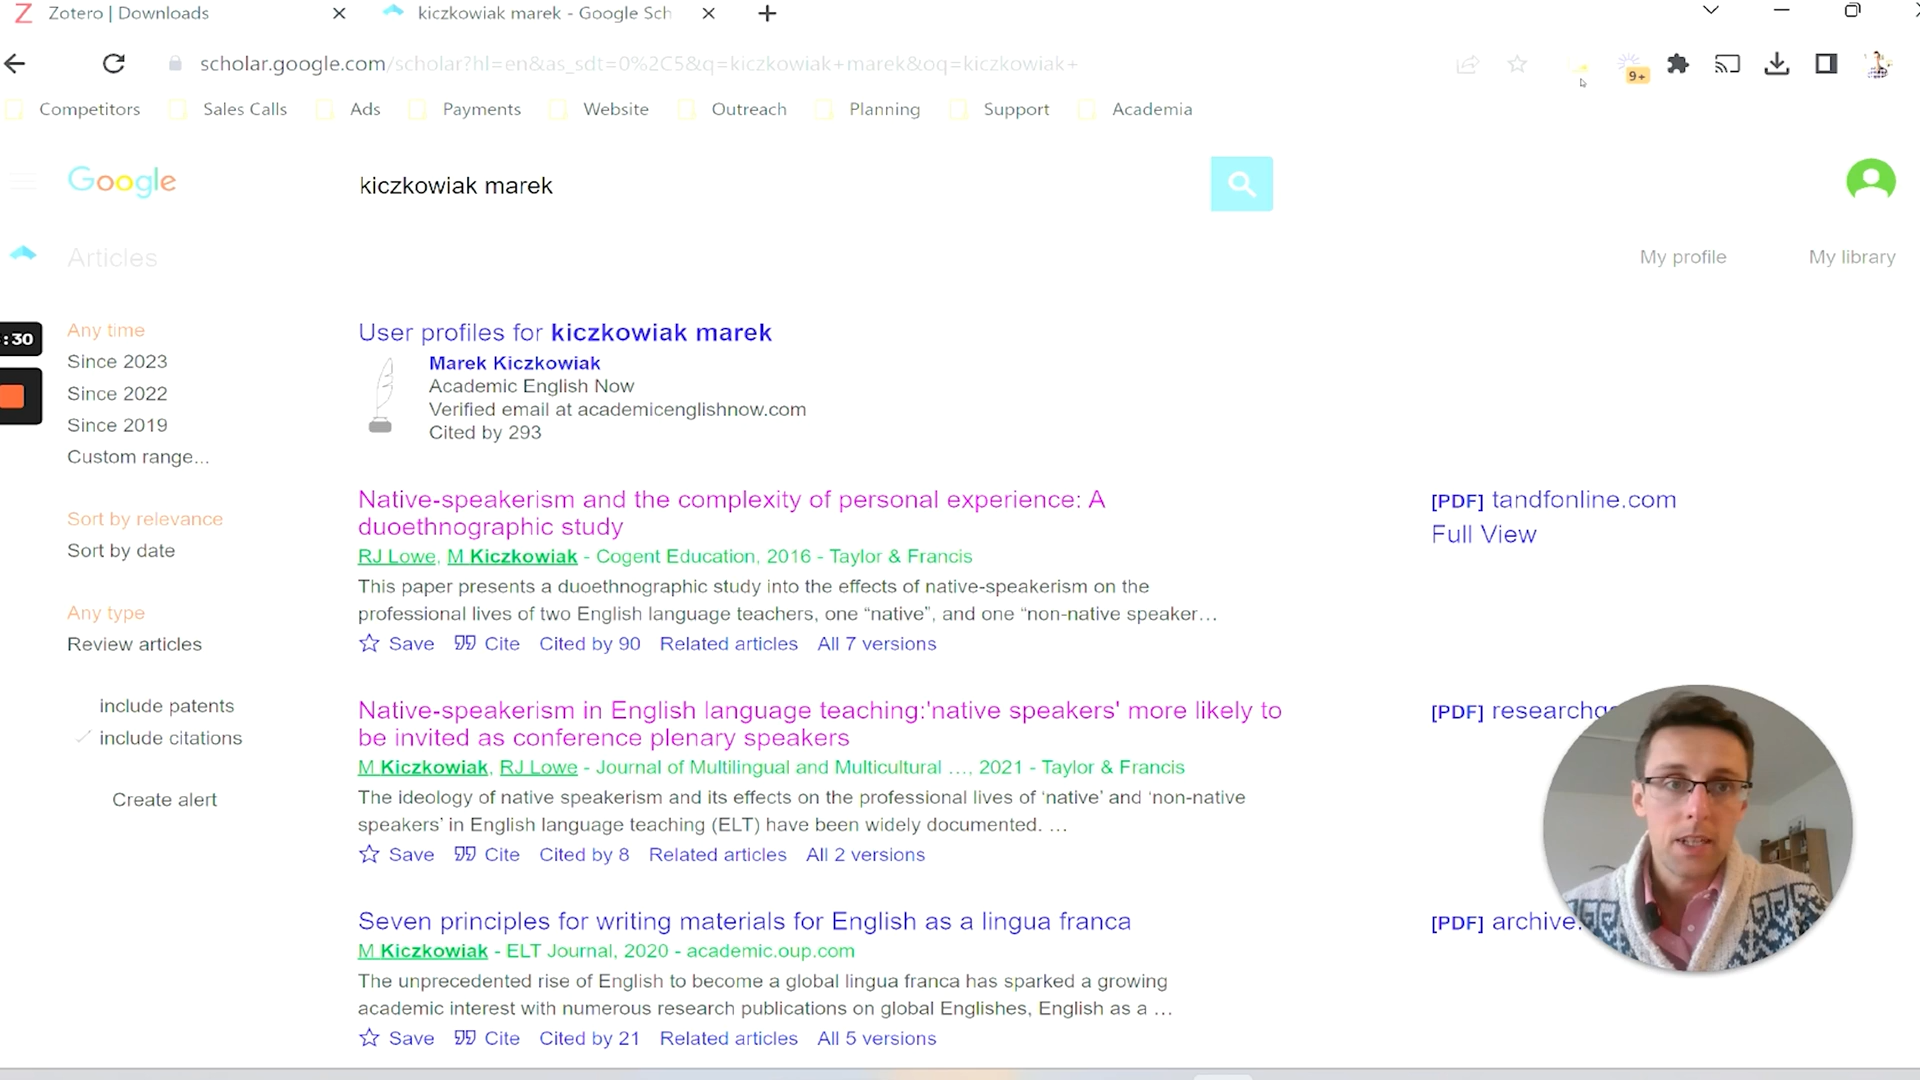 Zotero | Downloads
kiczkowiak marek - Google Sch
scholar.google.com/scholar?hl=en&as_sdt=0%2C5&q=kiczkowiak+marek&oq=kiczkowiak+
9+
Competitors
Sales Calls
Ads
Payments
Website
Outreach
Planning
Support
Academia
Google
kiczkowiak marek
Articles
My profile
My library
:30
Any time
Since 2023
Since 2022
Since 2019
Custom range...
Sort by relevance
Sort by date
Any type
Review articles
include patents
include citations
Create alert
User profiles for kiczkowiak marek
Marek Kiczkowiak
Academic English Now
Verified email at academicenglishnow.com
Cited by 293
Native-speakerism and the complexity of personal experience: A
duoethnographic study
RJ Lowe, M Kiczkowiak - Cogent Education, 2016 - Taylor & Francis
This paper presents a duoethnographic study into the effects of native-speakerism on the
professional lives of two English language teachers, one “native”, and one “non-native speaker…
Save Cite Cited by 90 Related articles All 7 versions
[PDF] tandfonline.com
Full View
Native-speakerism in English language teaching:'native speakers' more likely to
be invited as conference plenary speakers
M Kiczkowiak, RJ Lowe - Journal of Multilingual and Multicultural …, 2021 - Taylor & Francis
The ideology of native speakerism and its effects on the professional lives of ‘native’ and ‘non-native
speakers’ in English language teaching (ELT) have been widely documented. …
Save Cite Cited by 8 Related articles All 2 versions
[PDF] researchga
Seven principles for writing materials for English as a lingua franca
M Kiczkowiak - ELT Journal, 2020 - academic.oup.com
The unprecedented rise of English to become a global lingua franca has sparked a growing
academic interest with numerous research publications on global Englishes, English as a …
Save Cite Cited by 21 Related articles All 5 versions
[PDF] archive.